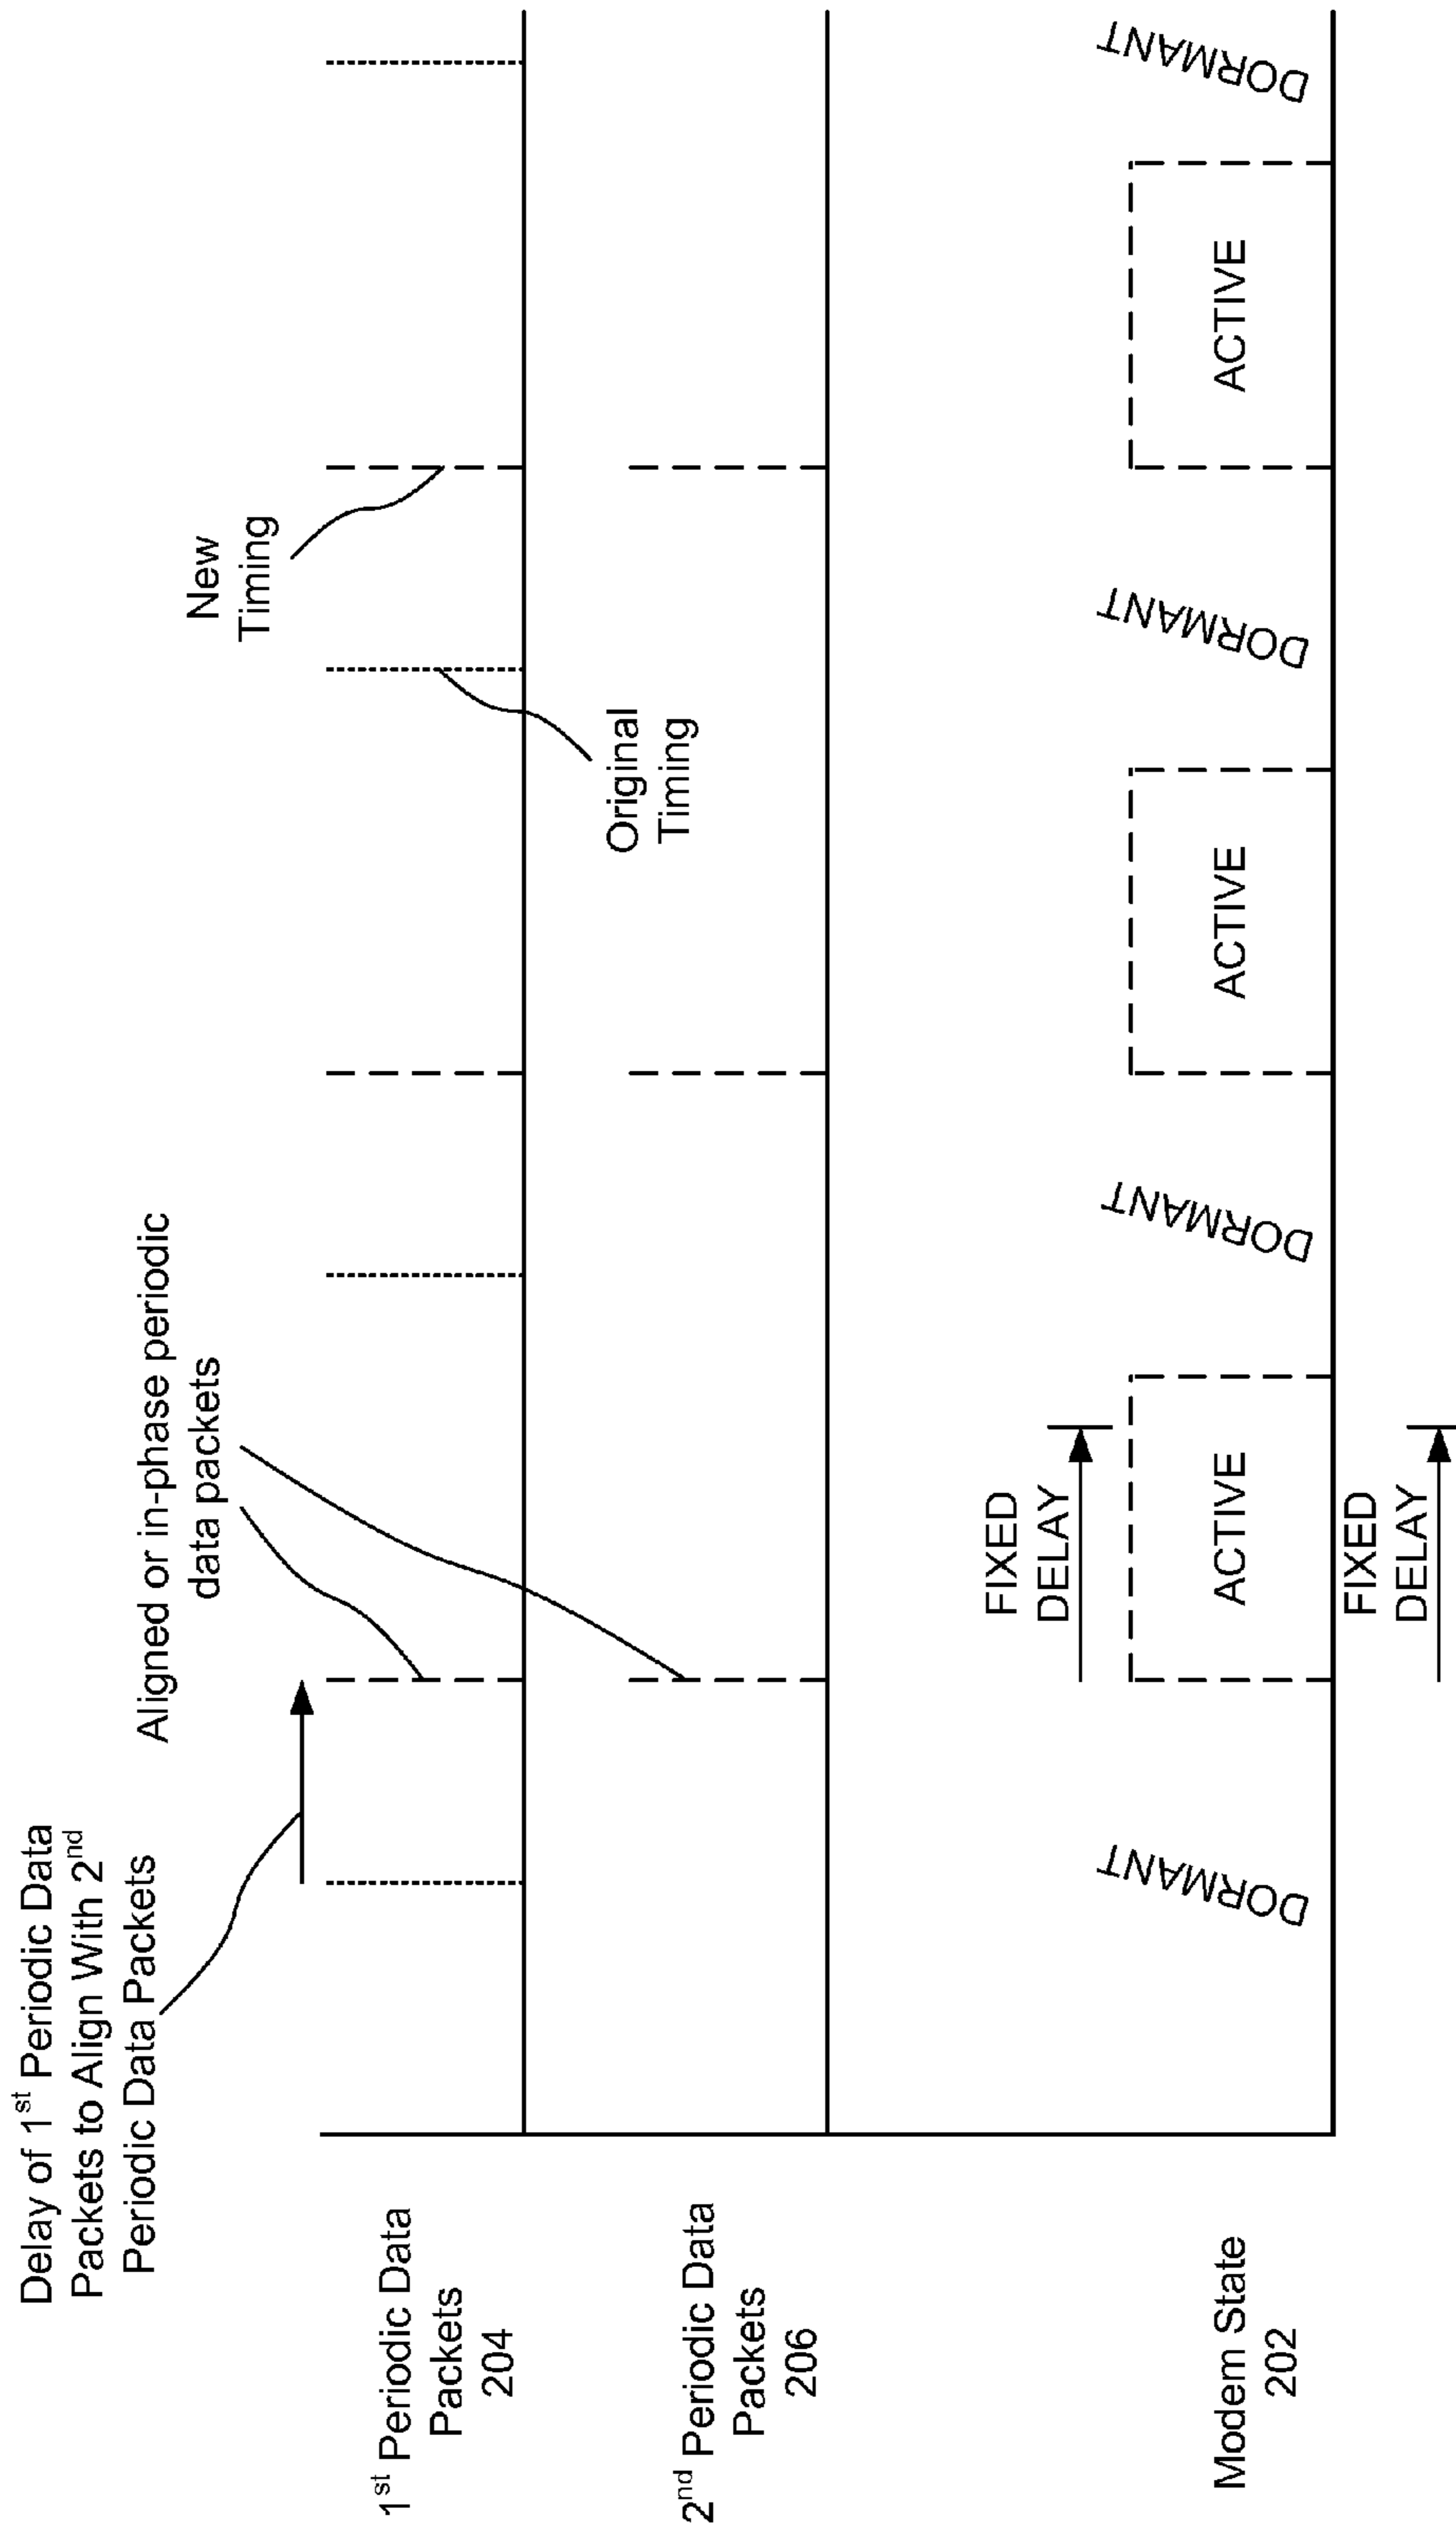 Delay of 1st Periodic Data
Packets to Align With 2nd
Periodic Data Packets
Aligned or in-phase periodic
data packets
New
Timing
Original
Timing
1st Periodic Data
Packets
204
2nd Periodic Data
Packets
206
FIXED
DELAY
Modem State
202
DORMANT
ACTIVE
DORMANT
ACTIVE
DORMANT
ACTIVE
DORMANT
FIXED
DELAY